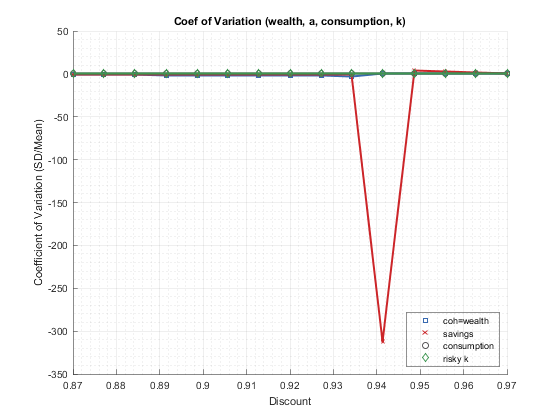 Coef of Variation (wealth, a, consumption, k)
Coefficient of Variation (SD/Mean)
50
0
-50
-100
-150
-200
-250
-300
-350
0.87
0.88
0.89
0.9
0.91
0.92
0.93
0.94
0.95
0.96
0.97
Discount
coh=wealth
savings
consumption
risky k